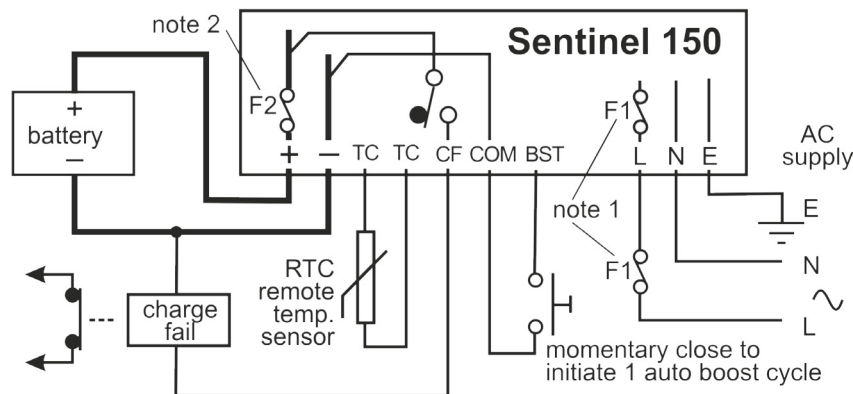 note 2
Sentinel 150
F2
F1
+
battery
−
+ − TC TC CF COM BST L N E
AC
supply
note 1
E
F1
N
L
RTC
remote
temp.
sensor
charge
fail
momentary close to
initiate 1 auto boost cycle